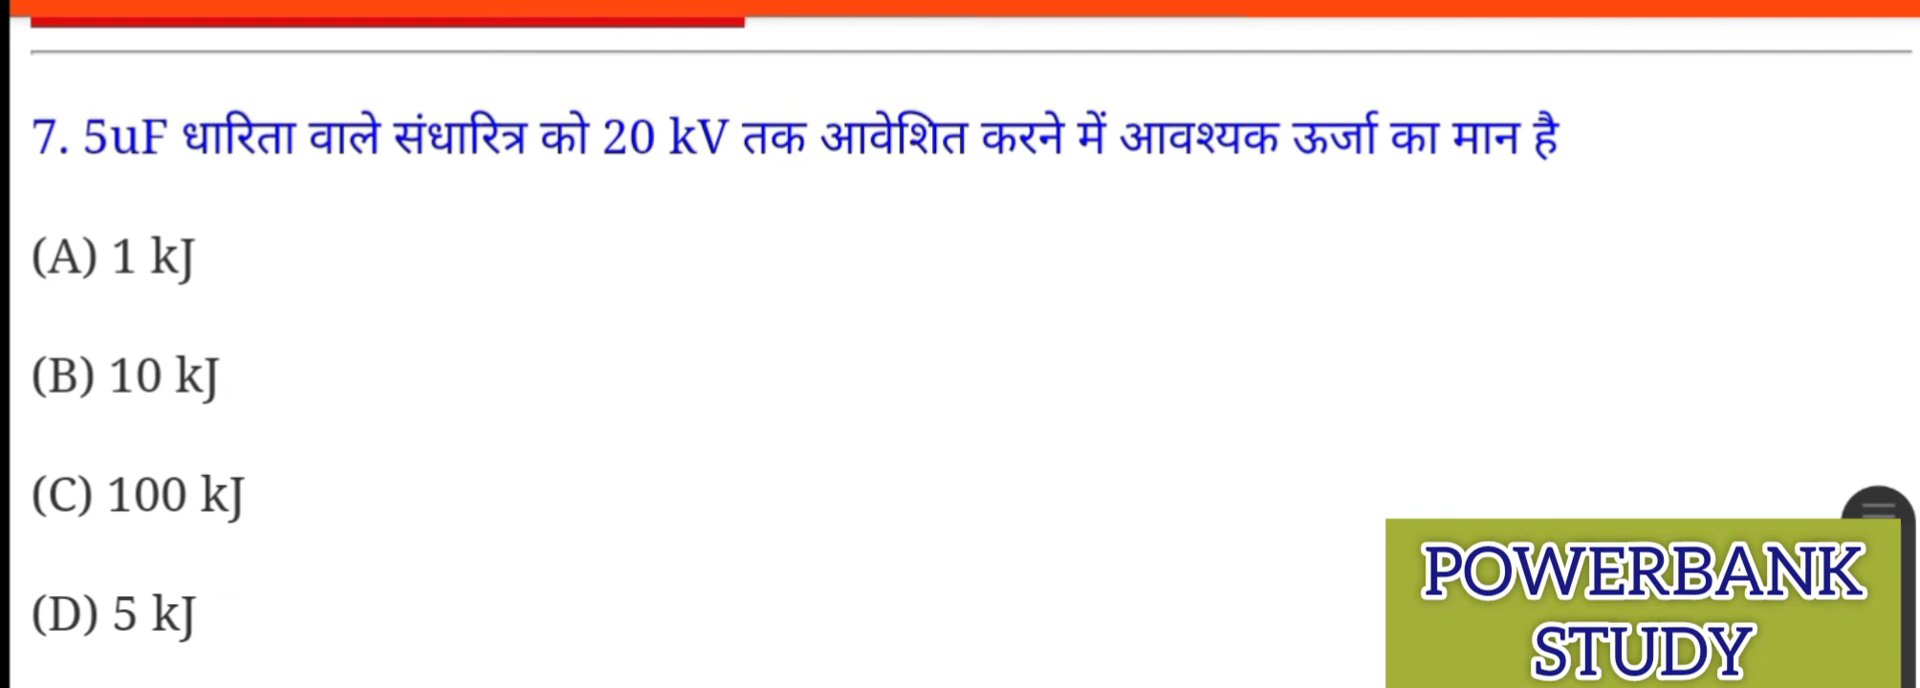 7. 5uF धारिता वाले संधारित्र को 20 kV तक आवेशित करने में आवश्यक ऊर्जा का मान है
(A) 1 kJ
(B) 10 kJ
(C) 100 kJ
(D) 5 kJ
POWERBANK
STUDY